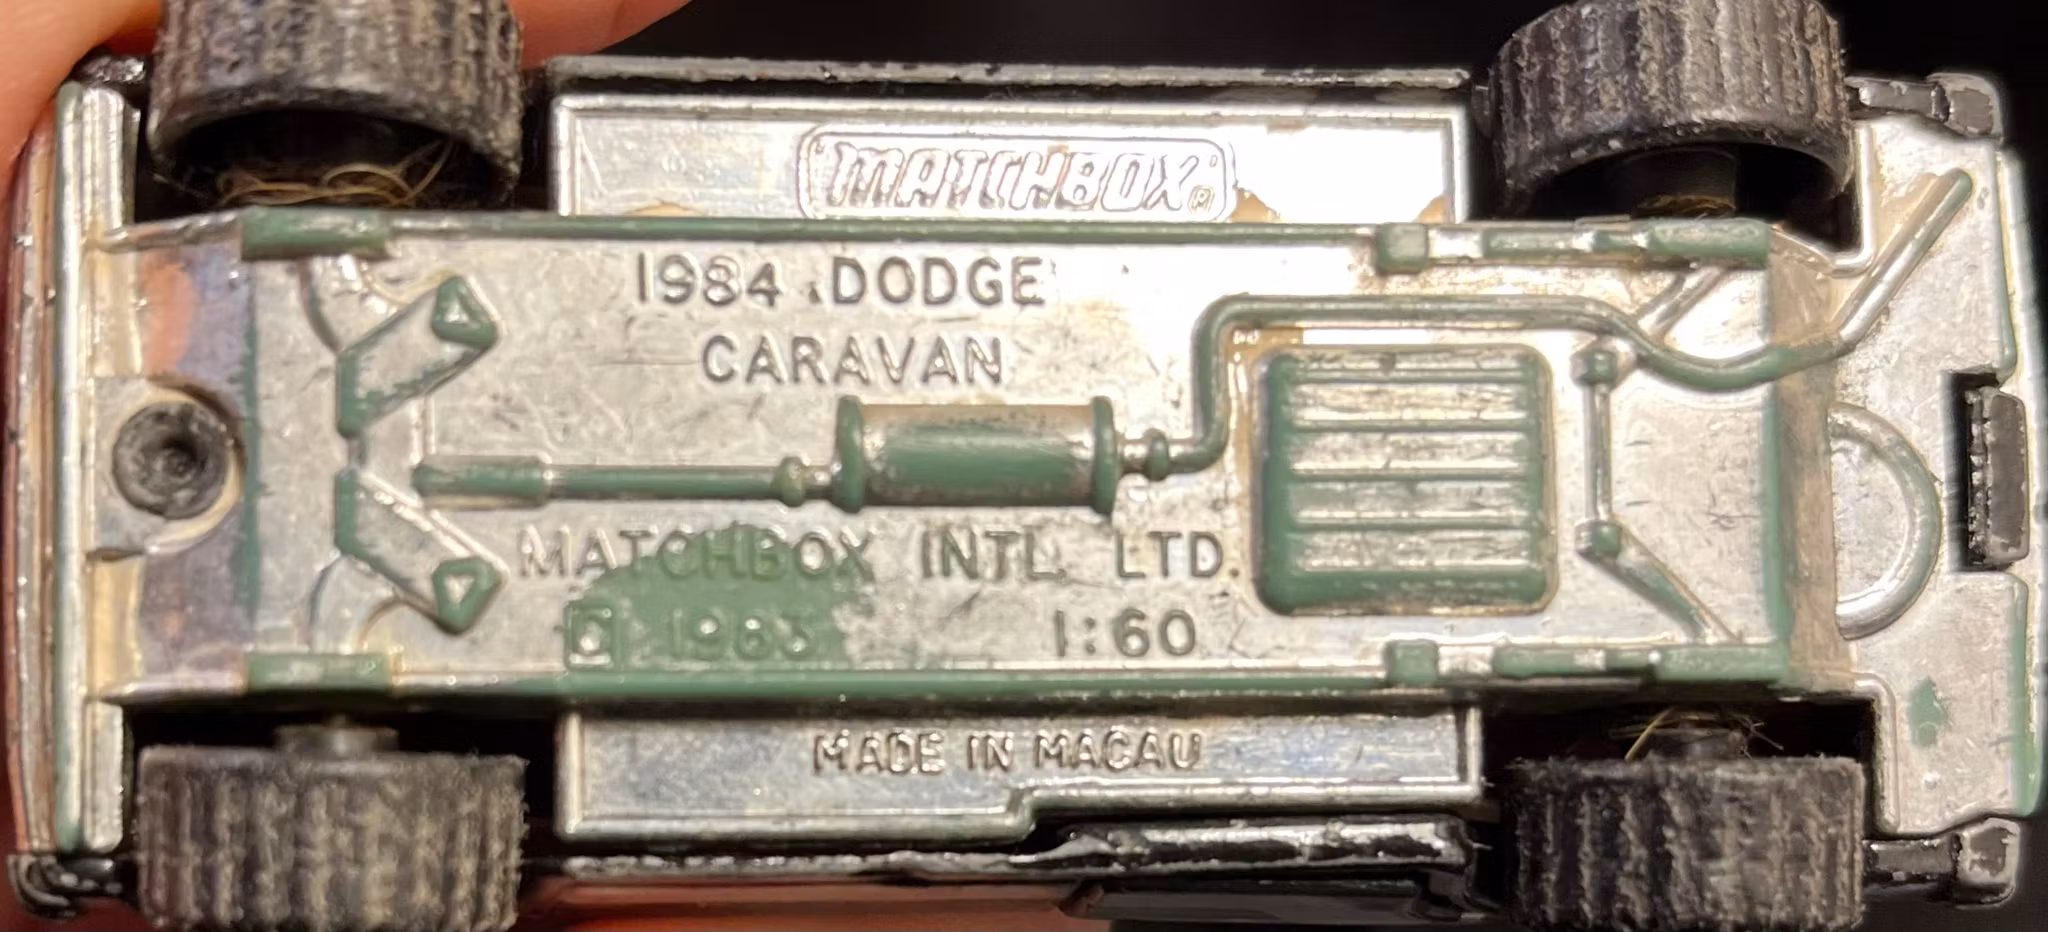 "MATCHBOX"®
1984 DODGE
CARAVAN
MATCHBOX INTL. LTD.
© 1983 1:60
MADE IN MACAU